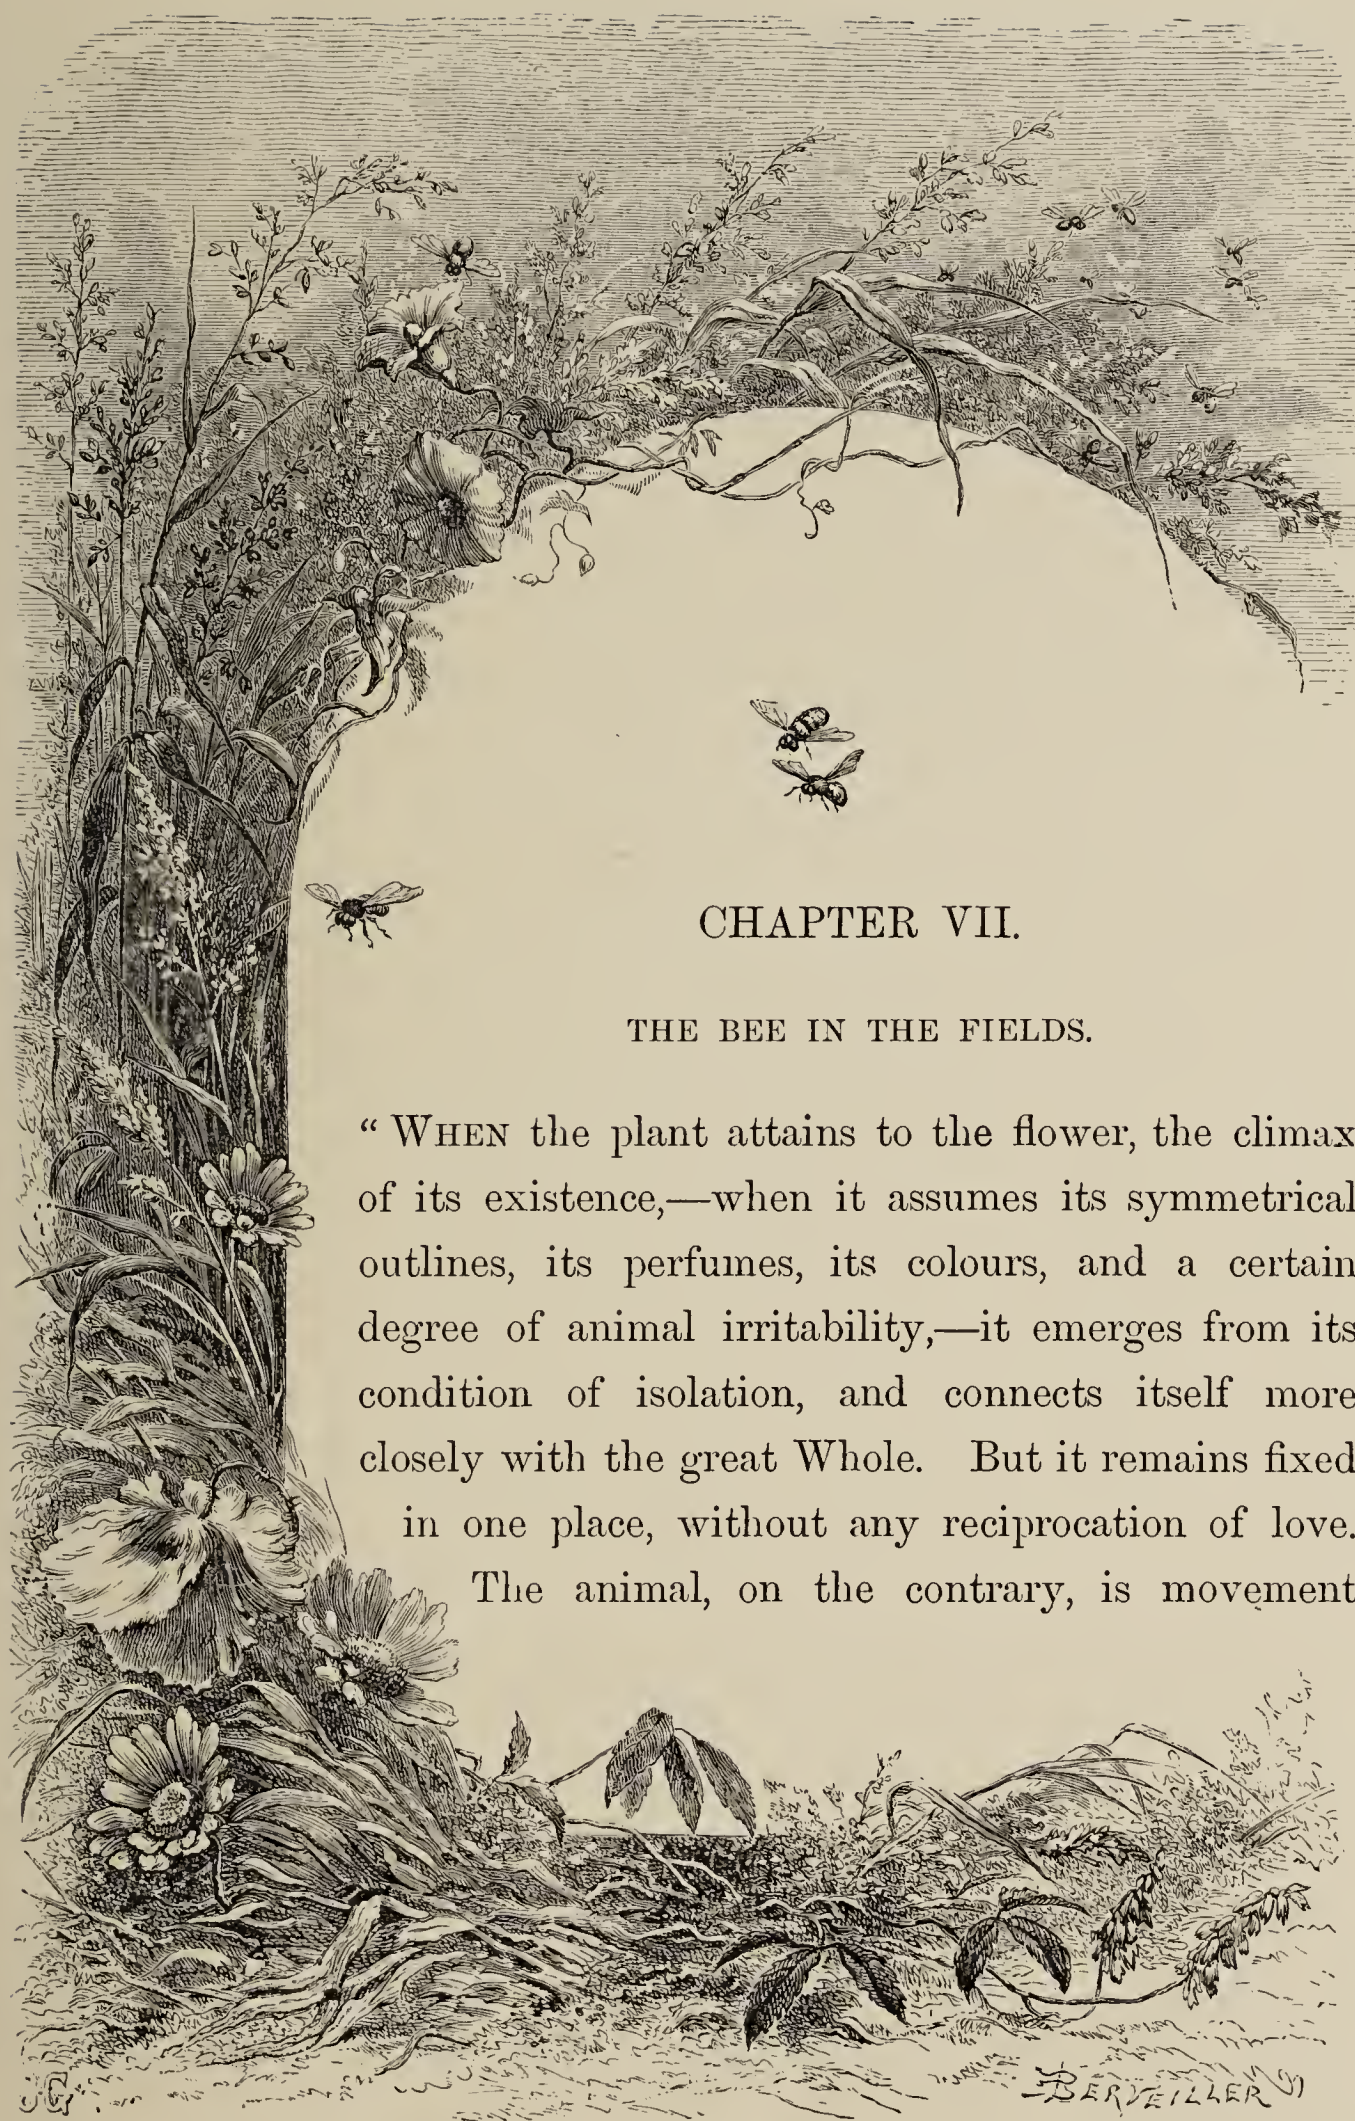 CHAPTER VII.
THE BEE IN THE FIELDS.
“ WHEN the plant attains to the flower, the climax
of its existence,—when it assumes its symmetrical
outlines, its perfumes, its colours, and a certain
degree of animal irritability,—it emerges from its
condition of isolation, and connects itself more
closely with the great Whole. But it remains fixed
in one place, without any reciprocation of love.
The animal, on the contrary, is movement
BERVEILLER